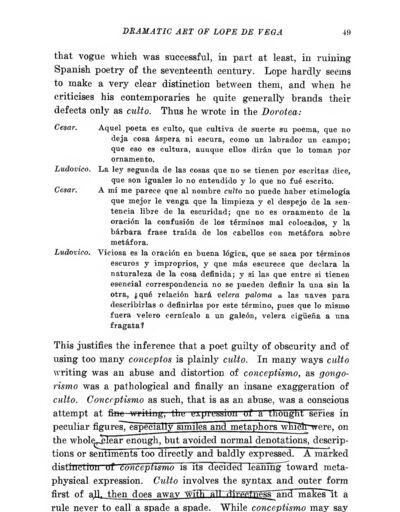 DRAMATIC ART OF LOPE DE VEGA 49
that vogue which was successful, in part at least, in ruining
Spanish poetry of the seventeenth century. Lope hardly seems
to make a very clear distinction between them, and when he
criticises his contemporaries he quite generally brands their
defects only as culto. Thus he wrote in the Dorotea:
Cesar. Aquel poeta es culto, que cultiva de suerte su poema, que no
deja cosa áspera ni escura, como un labrador un campo;
que eso es cultura, aunque ellos dirán que lo toman por
ornamento.
Ludovico. La ley segunda de las cosas que no se tienen por escritas dice,
que son iguales lo no entendido y lo que no fué escrito.
Cesar. A mí me parece que al nombre culto no puede haber etimología
que mejor le venga que la limpieza y el despejo de la sen-
tencia libre de la escuridad; que no es ornamento de la
oración la confusión de los términos mal colocados, y la
bárbara frase traída de los cabellos con metáfora sobre
metáfora.
Ludovico. Viciosa es la oración en buena lógica, que se saca por términos
escuros y improprios, y que más escurece que declara la
naturaleza de la cosa definida; y si las que entre si tienen
esencial correspondencia no se pueden definir la una sin la
otra, ¿qué relación hará velera paloma a las naves para
describirlas o definirlas por este término, pues que lo mismo
fuera velero cernícalo a un galeón, velera cigüeña a una
fragata?
This justifies the inference that a poet guilty of obscurity and of
using too many conceptos is plainly culto. In many ways culto
writing was an abuse and distortion of conceptismo, as gongo-
rismo was a pathological and finally an insane exaggeration of
culto. Conceptismo as such, that is as an abuse, was a conscious
attempt at fine writing, the expression of a thought series in
peculiar figures, especially similes and metaphors which were, on
the whole, clear enough, but avoided normal denotations, descrip-
tions or sentiments too directly and baldly expressed. A marked
distinction of conceptismo is its decided leaning toward meta-
physical expression. Culto involves the syntax and outer form
first of all, then does away with all directness and makes it a
rule never to call a spade a spade. While conceptismo may say